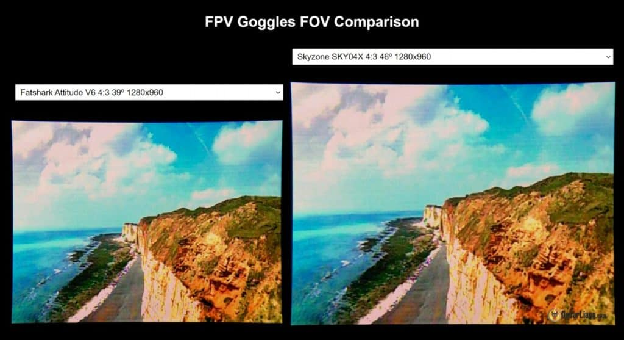 FPV Goggles FOV Comparison
Skyzone SKY04X 4:3 46º 1280x960
Fatshark Attitude V6 4:3 39º 1280x960